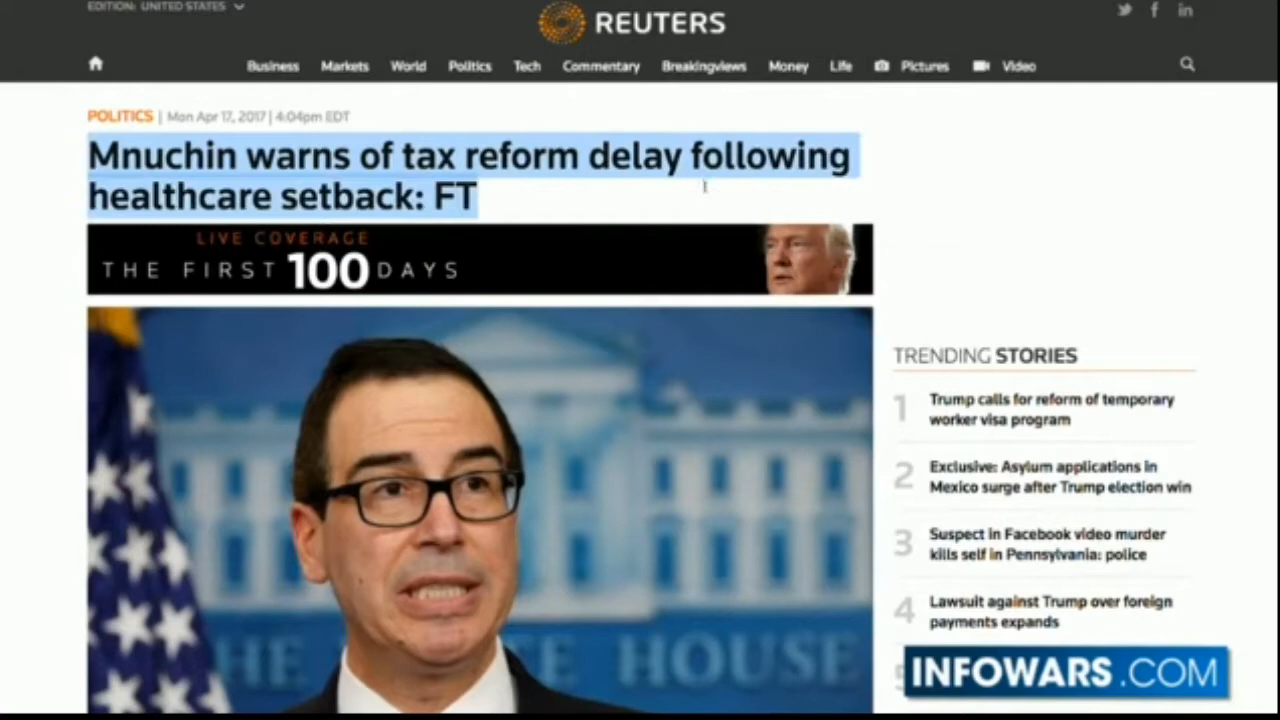 EDITION: UNITED STATES
REUTERS
Business Markets World Politics Tech Commentary Breakingviews Money Life Pictures Video
POLITICS | Mon Apr 17, 2017 | 4:04pm EDT
Mnuchin warns of tax reform delay following
healthcare setback: FT
LIVE COVERAGE
THE FIRST 100 DAYS
THE WHITE HOUSE
TRENDING STORIES
1 Trump calls for reform of temporary
worker visa program
2 Exclusive: Asylum applications in
Mexico surge after Trump election win
3 Suspect in Facebook video murder
kills self in Pennsylvania: police
4 Lawsuit against Trump over foreign
payments expands
INFOWARS.COM